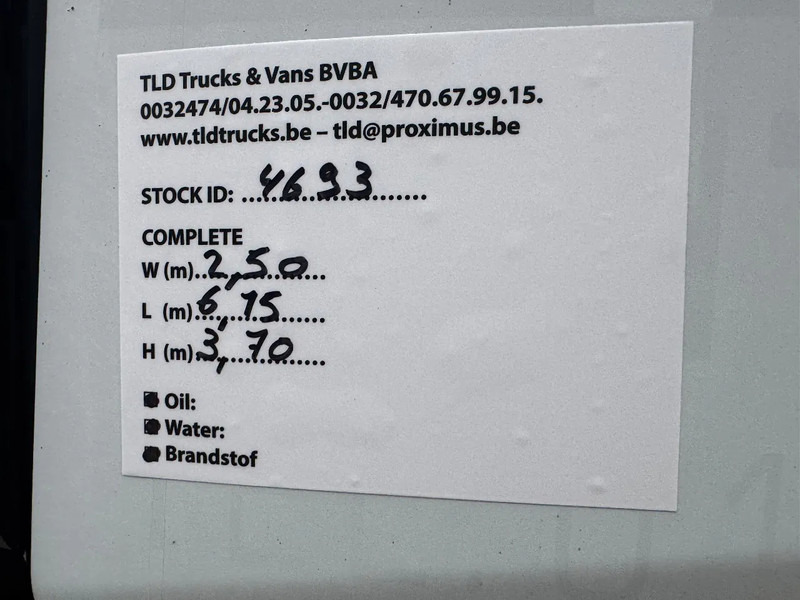 TLD Trucks & Vans BVBA
0032474/04.23.05.-0032/470.67.99.15.
www.tldtrucks.be – tld@proximus.be
STOCK ID: ...4693.......
COMPLETE
W (m)..2,50...
L (m)..6,15......
H (m)..3,70.....
Oil:
Water:
Brandstof